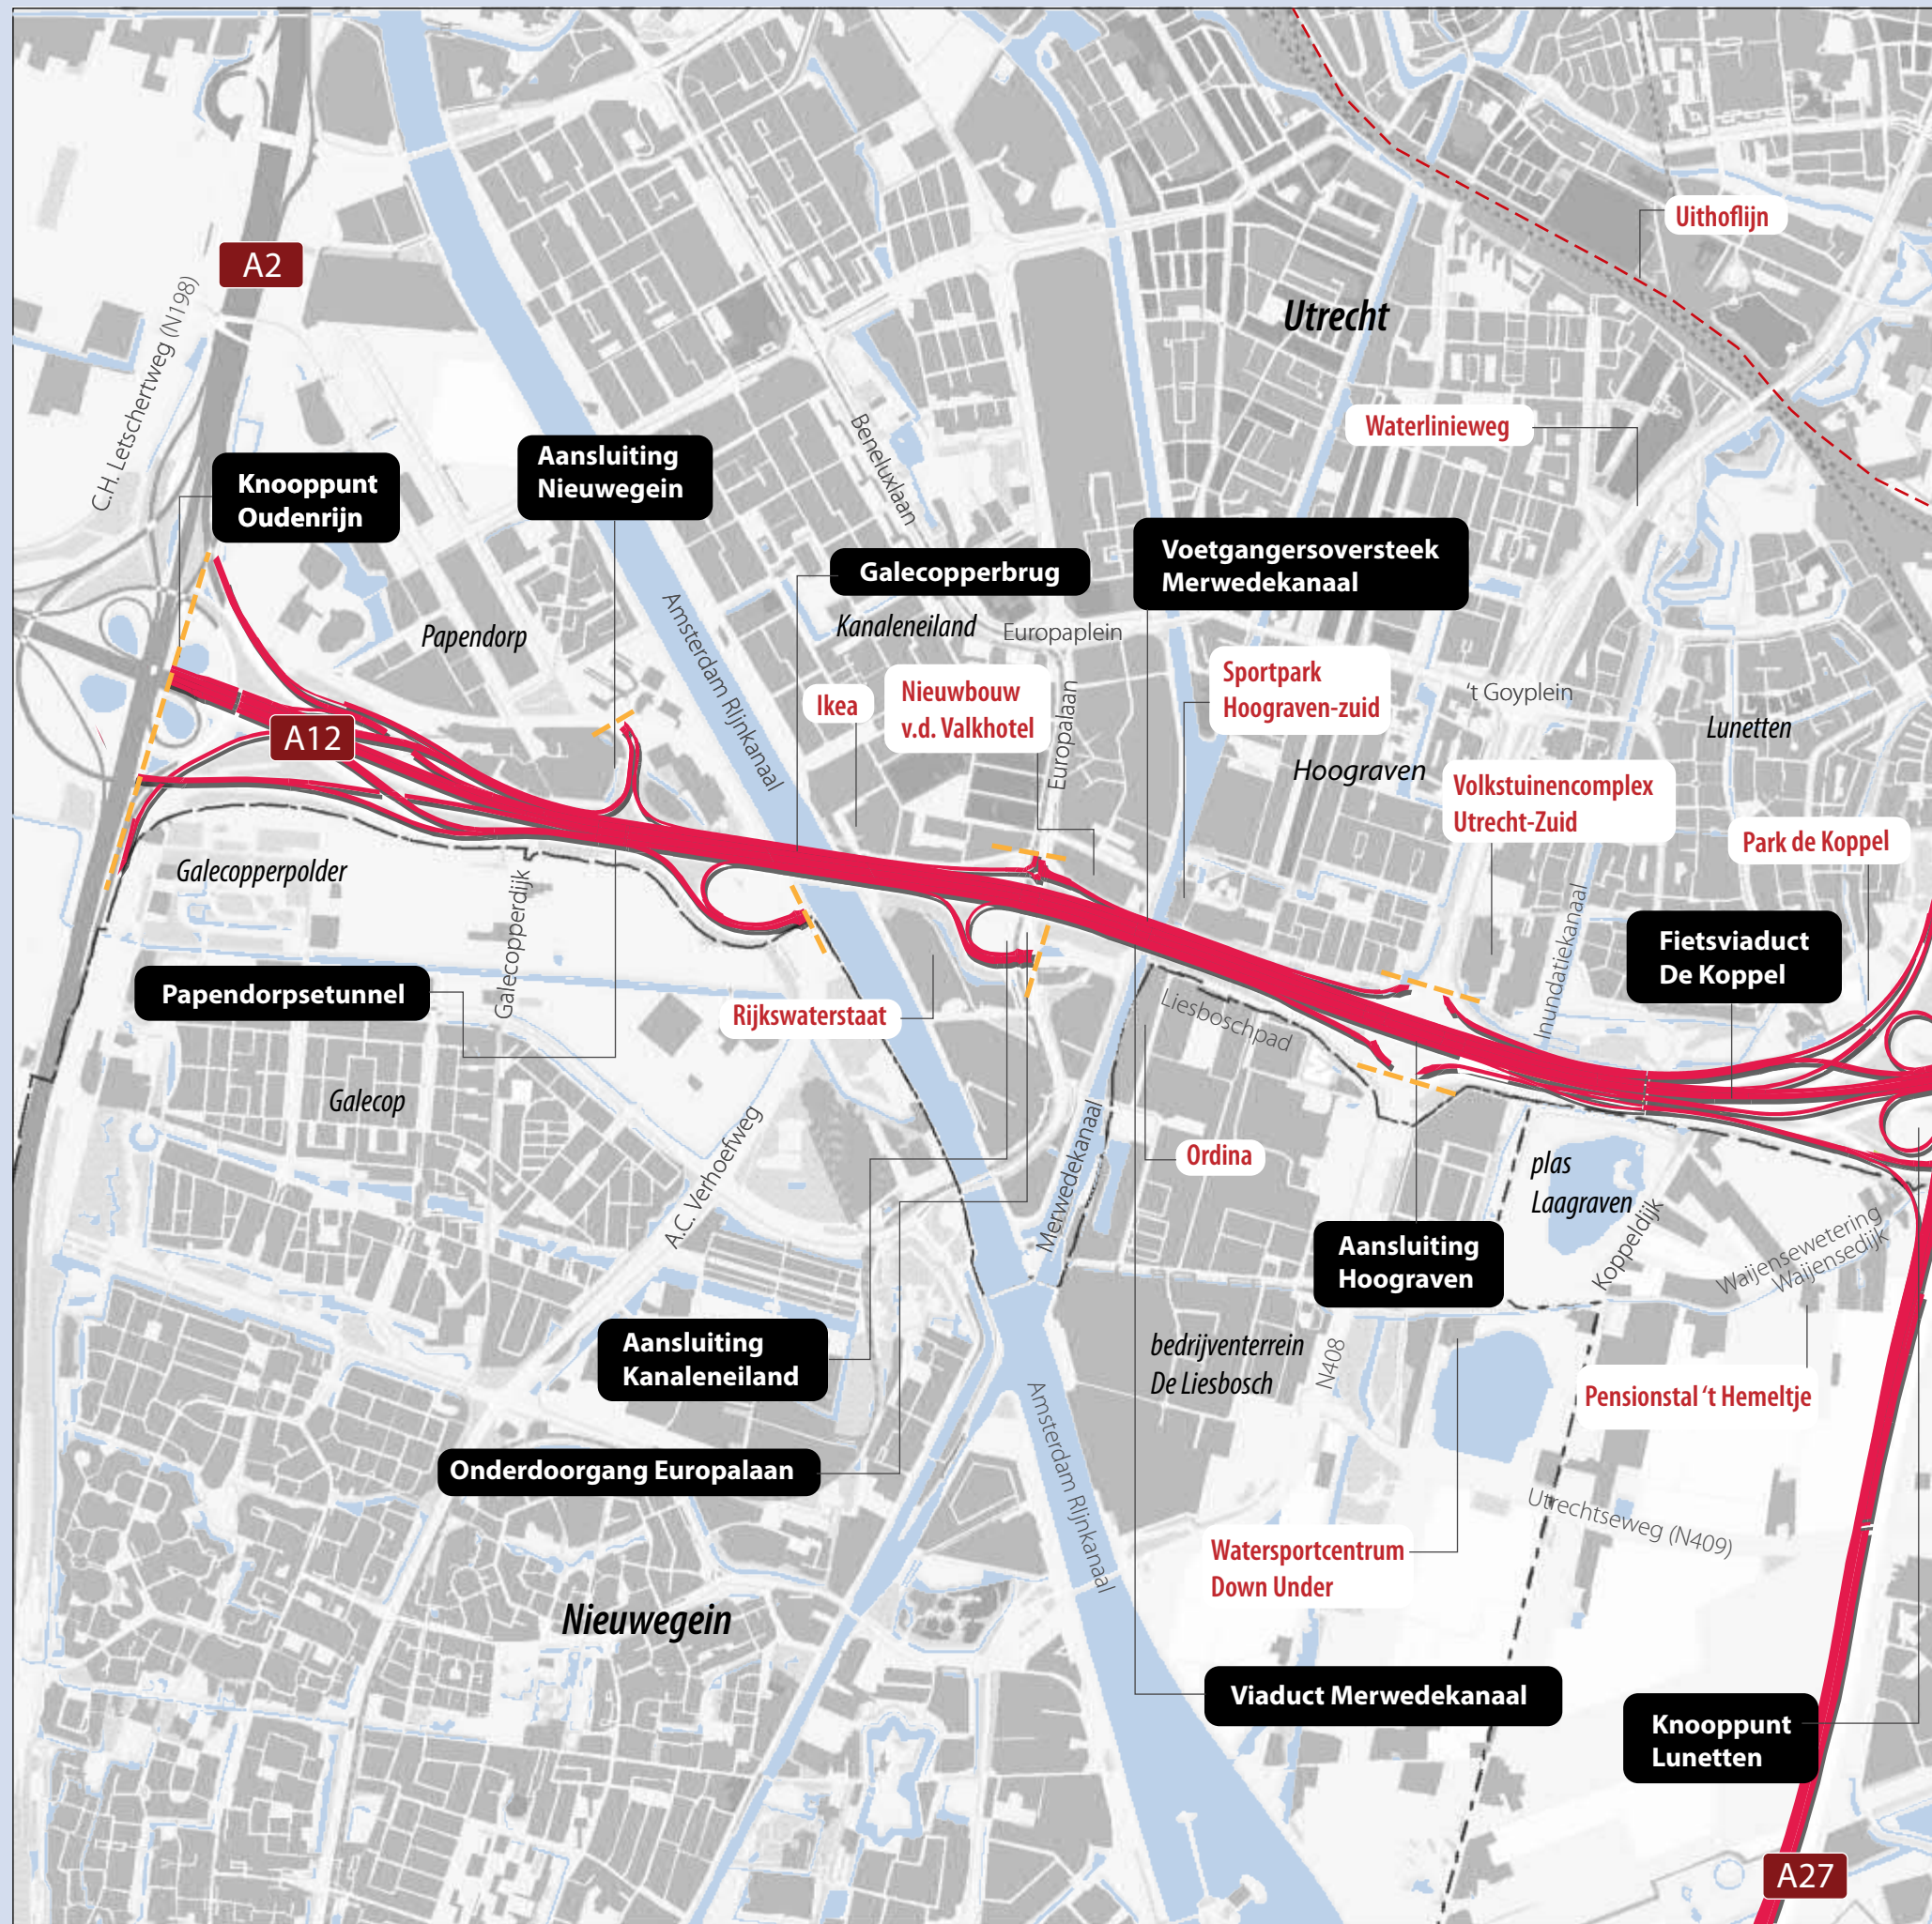 Uithoflijn
A2
C.H. Letschertweg (N198)
Utrecht
Waterlinieweg
Beneluxlaan
Aansluiting
Nieuwegein
Knooppunt
Oudenrijn
Voetgangersoversteek
Merwedekanaal
Galecopperbrug
Amsterdam RIjnkanaal
Papendorp
Kanaleneiland
Europaplein
Sportpark
Hoograven-zuid
Nieuwbouw
v.d. Valkhotel
Ikea
't Goyplein
Lunetten
Europalaan
A12
Hoograven
Volkstuinencomplex
Utrecht-Zuid
Park de Koppel
Galecopperpolder
Galecopperdijk
Inundatiekanaal
Fietsviaduct
De Koppel
Papendorpsetunnel
Rijkswaterstaat
Liesboschpad
Galecop
A.C. Verhoefweg
Merwedekanaal
Ordina
plas
Laagraven
Koppeldijk
Waijensewetering
Waijensedijk
Aansluiting
Hoograven
Aansluiting
Kanaleneiland
bedrijventerrein
De Liesbosch
N408
Pensionstal 't Hemeltje
Amsterdam RIjnkanaal
Onderdoorgang Europalaan
Utrechtseweg (N409)
Watersportcentrum
Down Under
Nieuwegein
Viaduct Merwedekanaal
Knooppunt
Lunetten
A27